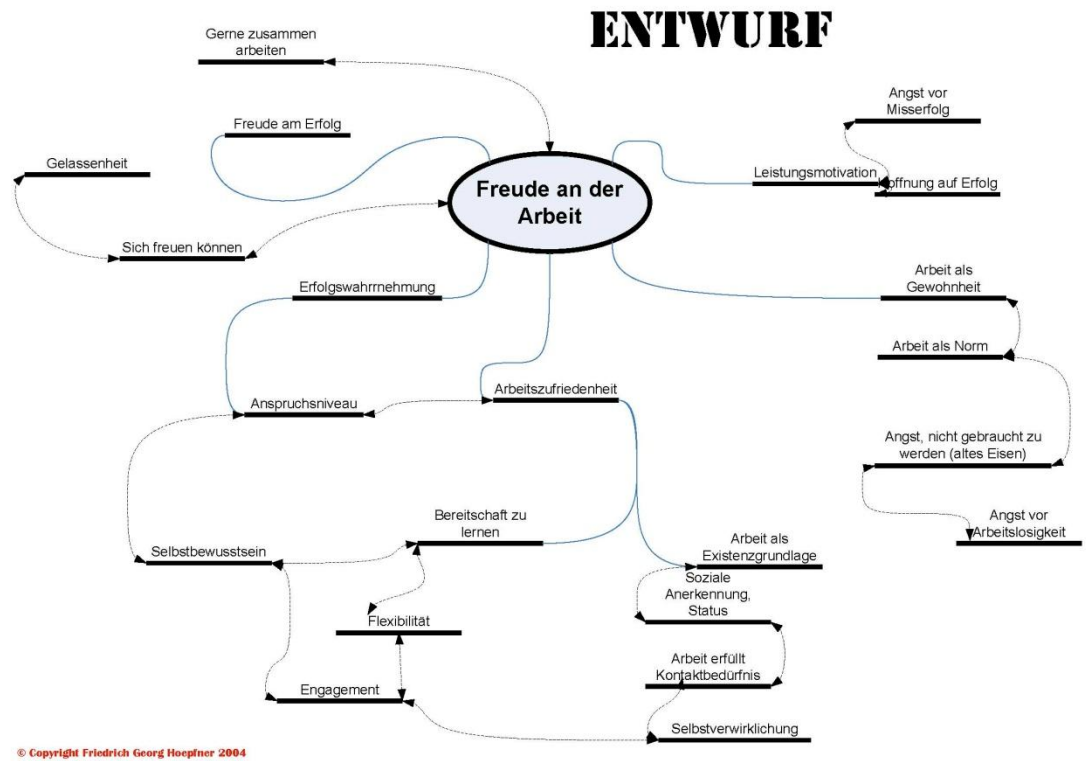 ENTWURF
Gerne zusammen
arbeiten
Angst vor
Misserfolg
Freude am Erfolg
Gelassenheit
Leistungsmotivation
Hoffnung auf Erfolg
Freude an der
Arbeit
Sich freuen können
Erfolgswahrrnehmung
Arbeit als
Gewohnheit
Arbeit als Norm
Arbeitszufriedenheit
Anspruchsniveau
Angst, nicht gebraucht zu
werden (altes Eisen)
Bereitschaft zu
lernen
Angst vor
Arbeitslosigkeit
Selbstbewusstsein
Arbeit als
Existenzgrundlage
Soziale
Anerkennung,
Status
Flexibilität
Arbeit erfüllt
Kontaktbedürfnis
Engagement
Selbstverwirklichung
© Copyright Friedrich Georg Hoepfner 2004